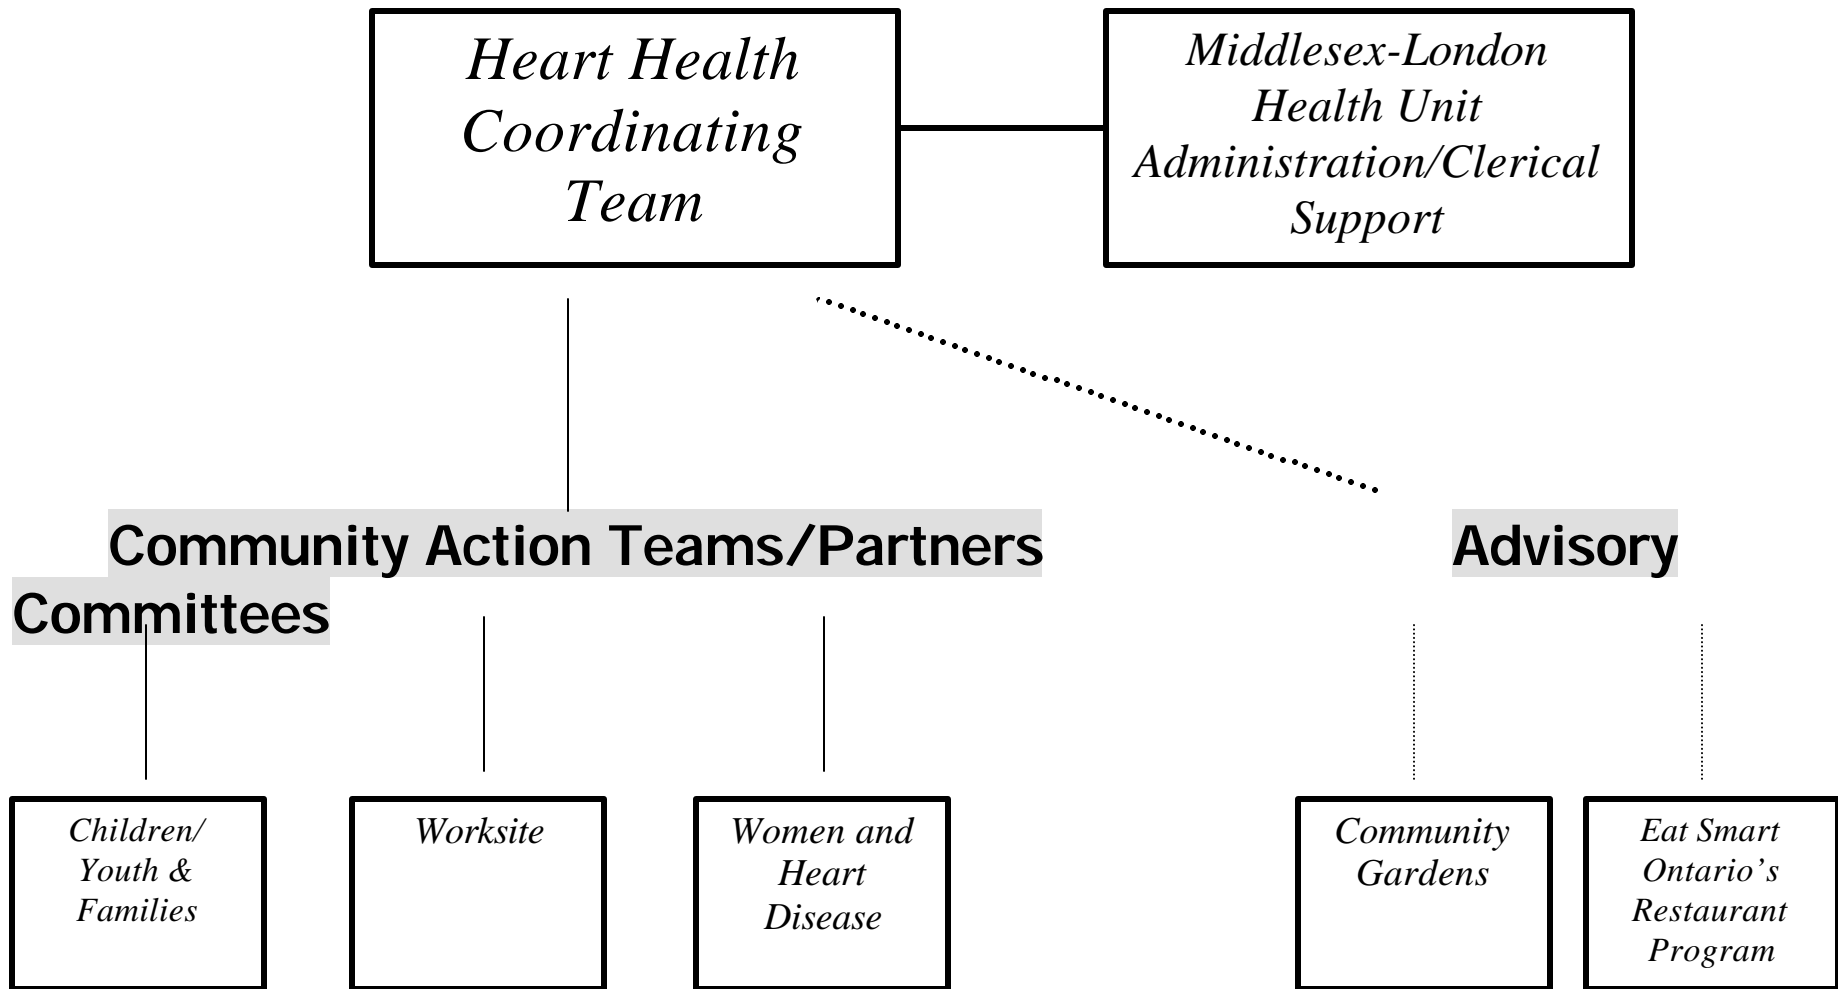 Heart Health
Coordinating
Team
Middlesex-London
Health Unit
Administration/Clerical
Support
Community Action Teams/Partners Advisory
Committees
Children/
Youth &
Families
Worksite
Women and
Heart
Disease
Community
Gardens
Eat Smart
Ontario’s
Restaurant
Program